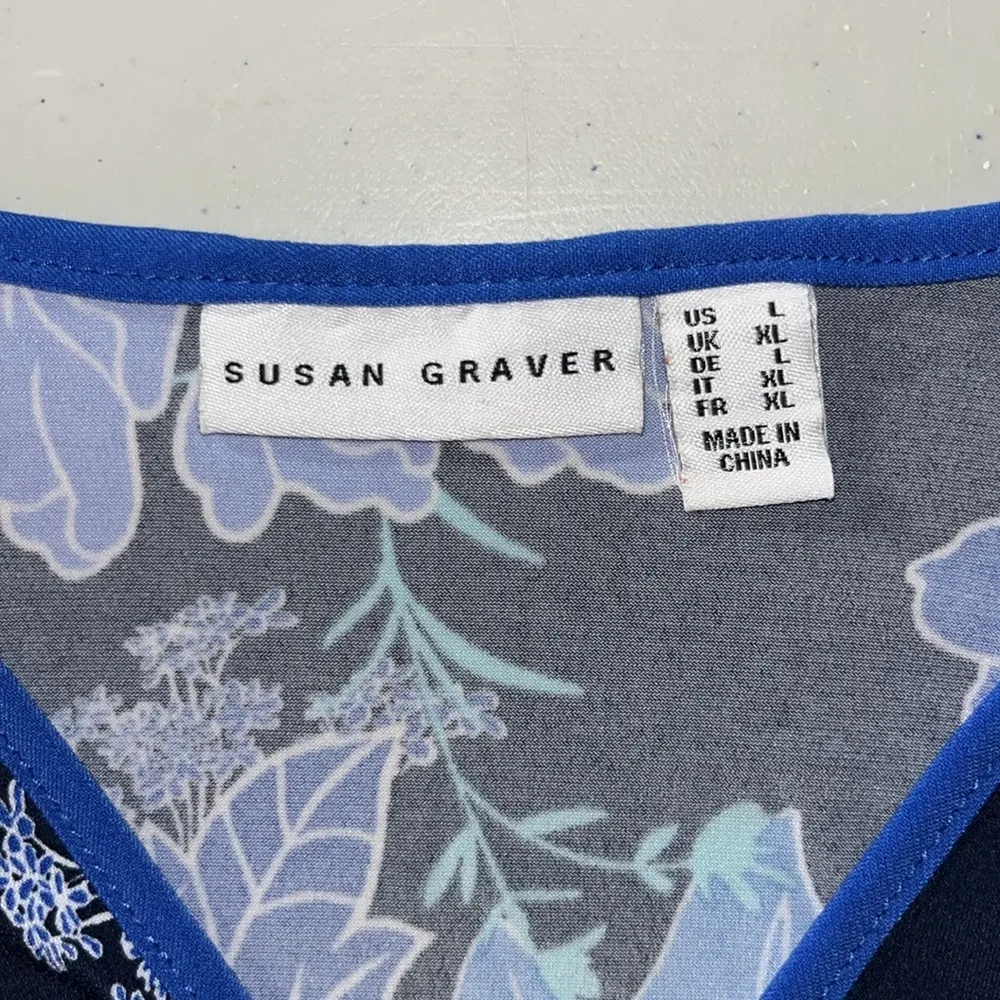 SUSAN GRAVER
US L
UK XL
DE L
IT XL
FR XL
MADE IN
CHINA